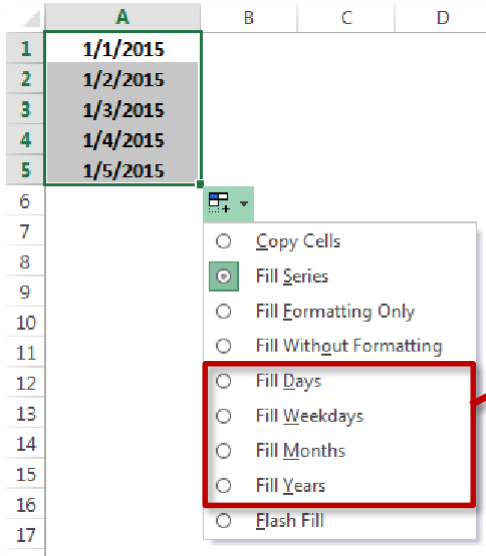 A B C D
1 1/1/2015
2 1/2/2015
3 1/3/2015
4 1/4/2015
5 1/5/2015
6
7 Copy Cells
8 Fill Series
9
10 Fill Formatting Only
11 Fill Without Formatting
12 Fill Days
13 Fill Weekdays
14 Fill Months
15 Fill Years
16
17 Flash Fill